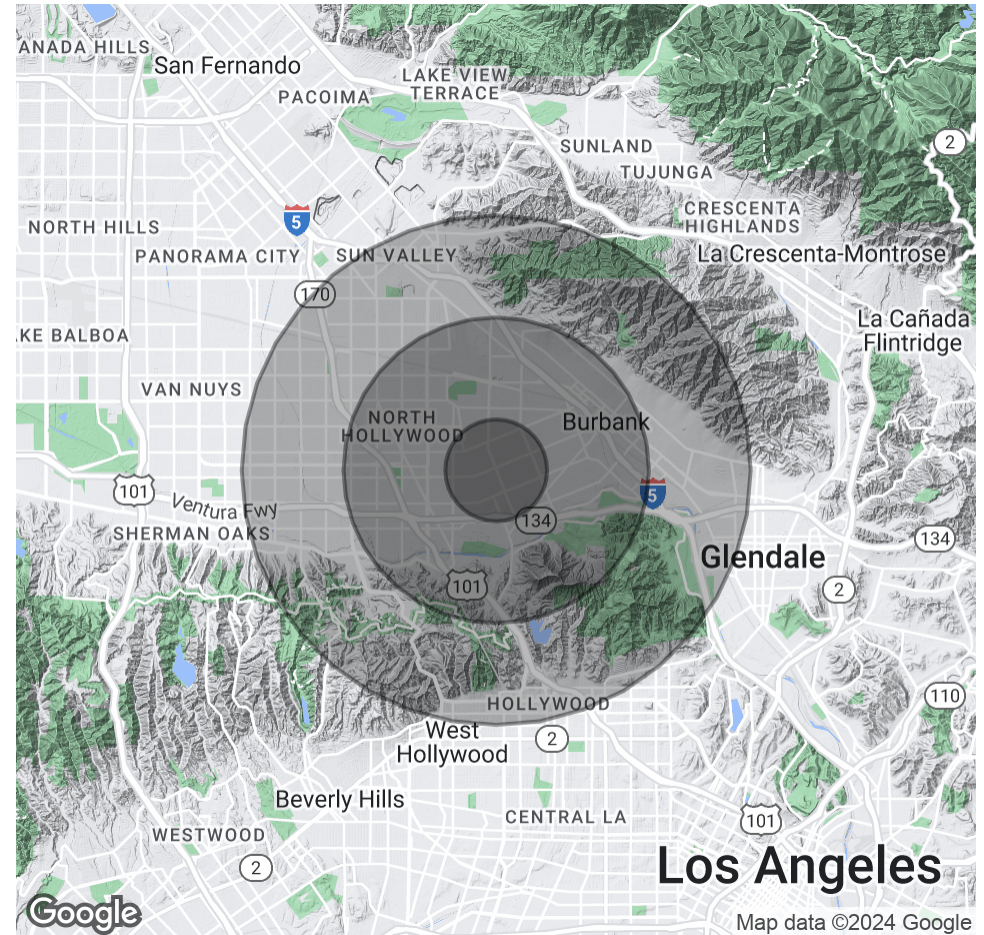 ANADA HILLS
San Fernando
LAKE VIEW
TERRACE
PACOIMA
2
SUNLAND
TUJUNGA
CRESCENTA
HIGHLANDS
5
NORTH HILLS
PANORAMA CITY
SUN VALLEY
La Crescenta-Montrose
170
La Cañada
Flintridge
KE BALBOA
VAN NUYS
NORTH
HOLLYWOOD
Burbank
101
5
Ventura Fwy
134
SHERMAN OAKS
134
Glendale
101
2
110
HOLLYWOOD
West
Hollywood
2
Beverly Hills
CENTRAL LA
101
WESTWOOD
2
Los Angeles
Google
Map data ©2024 Google